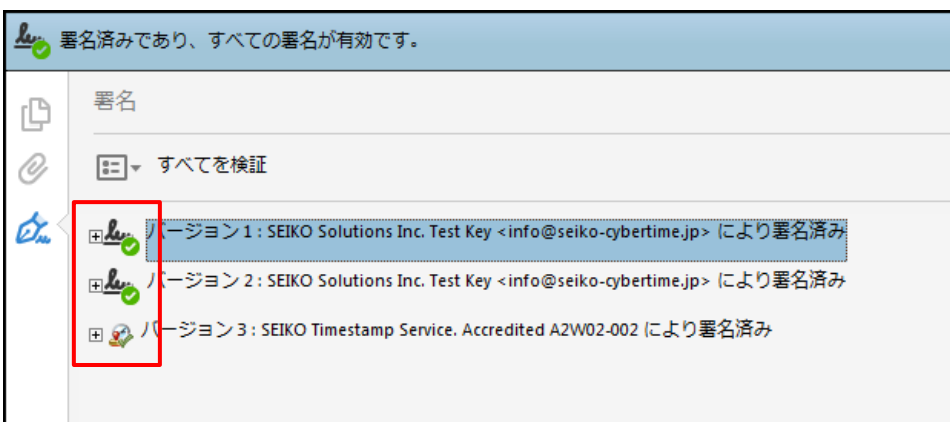 署名済みであり、すべての署名が有効です。
署名
すべてを検証
バージョン 1 : SEIKO Solutions Inc. Test Key <info@seiko-cybertime.jp> により署名済み
バージョン 2 : SEIKO Solutions Inc. Test Key <info@seiko-cybertime.jp> により署名済み
バージョン 3 : SEIKO Timestamp Service. Accredited A2W02-002 により署名済み